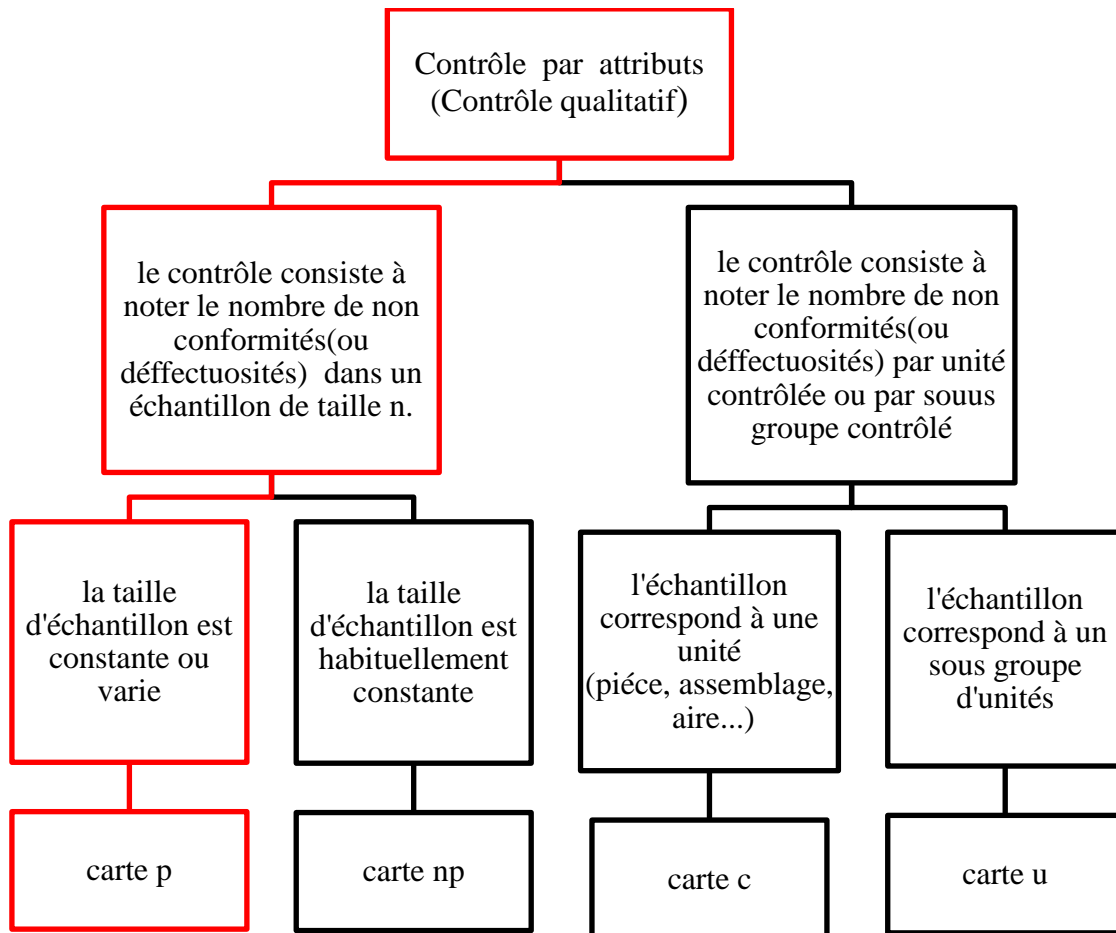 Contrôle par attributs
(Contrôle qualitatif)
le contrôle consiste à
noter le nombre de non
conformités(ou
déffectuosités) dans un
échantillon de taille n.
le contrôle consiste à
noter le nombre de non
conformités(ou
déffectuosités) par unité
contrôlée ou par souus
groupe contrôlé
la taille
d'échantillon est
constante ou
varie
la taille
d'échantillon est
habituellement
constante
l'échantillon
correspond à une
unité
(piéce, assemblage,
aire...)
l'échantillon
correspond à un
sous groupe
d'unités
carte p
carte np
carte c
carte u